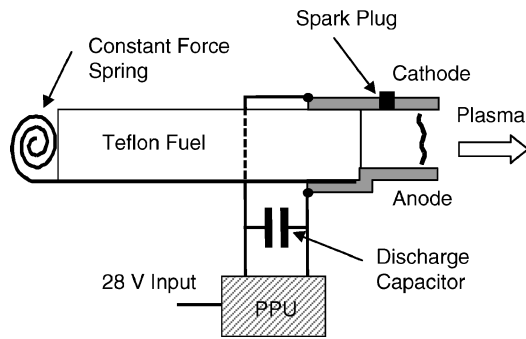 Spark Plug
Constant Force
Spring
Cathode
Plasma
Teflon Fuel
Anode
Discharge
Capacitor
28 V Input
PPU